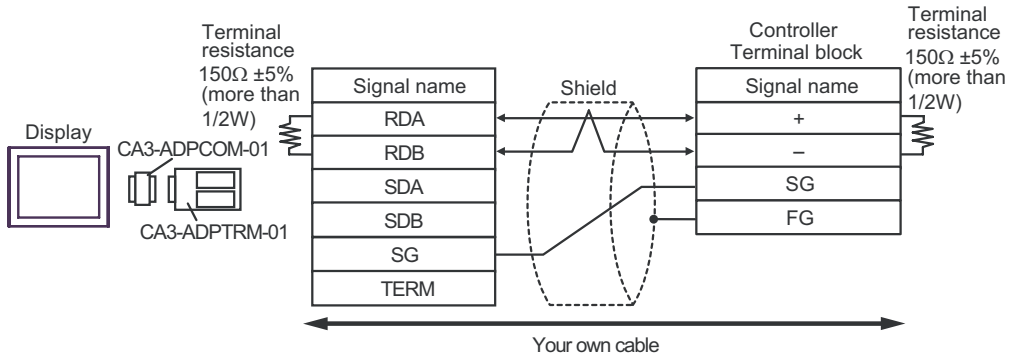 Terminal
resistance
150Ω ±5%
(more than
1/2W)
Display
CA3-ADPCOM-01
CA3-ADPTRM-01
Signal name
RDA
RDB
SDA
SDB
SG
TERM
Shield
Controller
Terminal block
Signal name
+
–
SG
FG
Terminal
resistance
150Ω ±5%
(more than
1/2W)
Your own cable